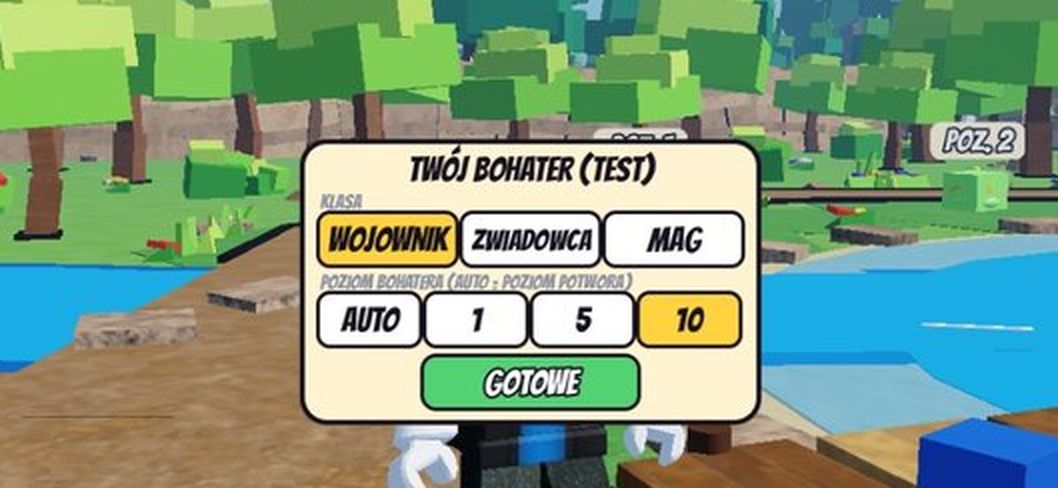 POZ. 2
TWÓJ BOHATER (TEST)
KLASA
WOJOWNIK ZWIADOWCA MAG
POZIOM BOHATERA (AUTO = POZIOM POTWORA)
AUTO 1 5 10
GOTOWE